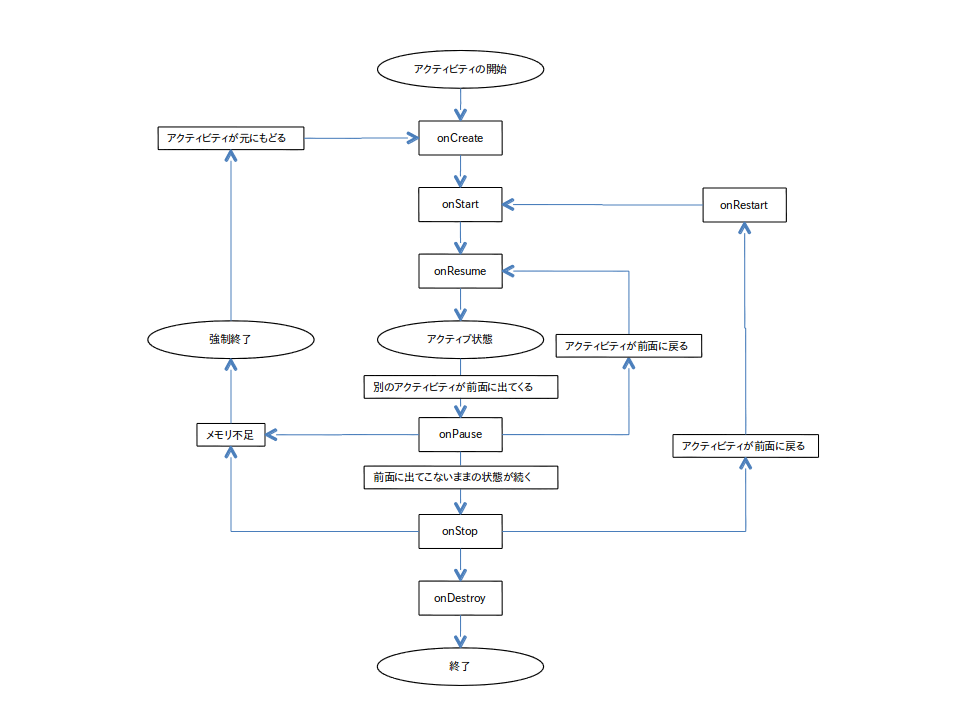 アクティビティの開始
アクティビティが元にもどる
onCreate
onStart
onRestart
onResume
強制終了
アクティブ状態
アクティビティが前面に戻る
別のアクティビティが前面に出てくる
メモリ不足
onPause
アクティビティが前面に戻る
前面に出てこないままの状態が続く
onStop
onDestroy
終了